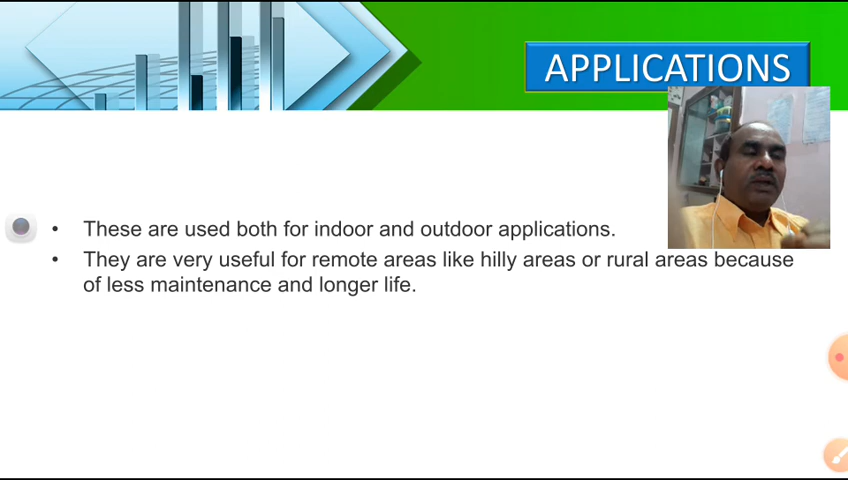 APPLICATIONS
• These are used both for indoor and outdoor applications.
• They are very useful for remote areas like hilly areas or rural areas because
of less maintenance and longer life.